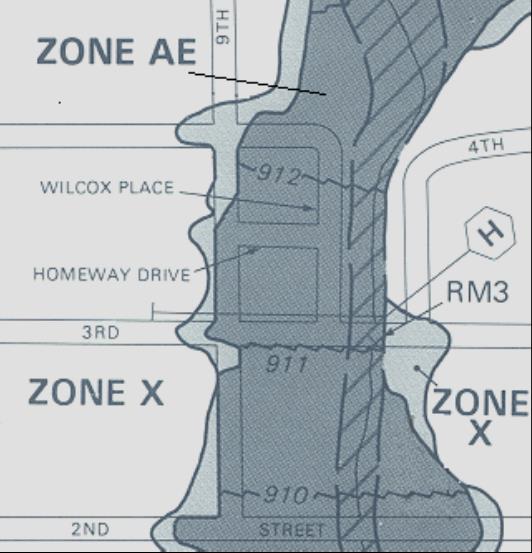 9TH
ZONE AE
4TH
912
WILCOX PLACE
H
HOMEWAY DRIVE
RM3
3RD
911
ZONE X
ZONE
X
910
2ND
STREET